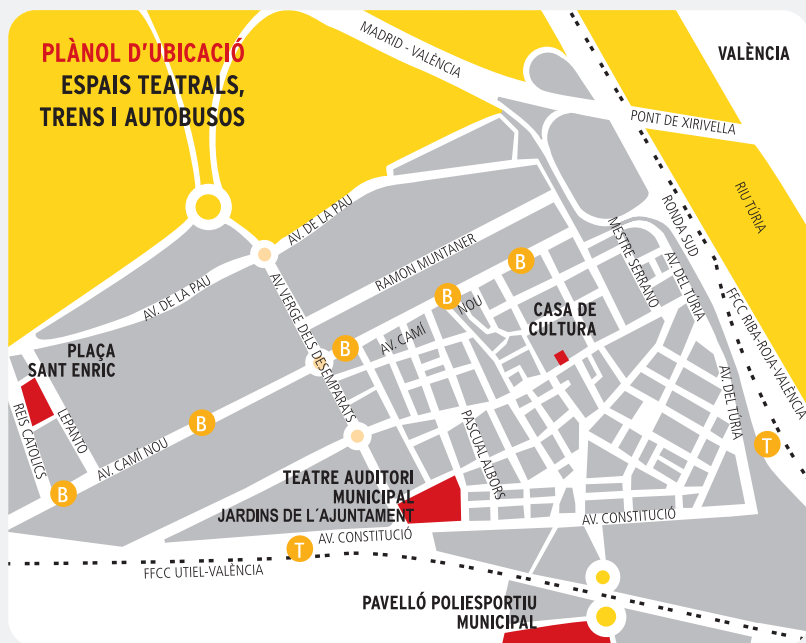 PLÀNOL D'UBICACIÓ
ESPAIS TEATRALS,
TRENS I AUTOBUSOS
MADRID - VALÈNCIA
VALÈNCIA
PONT DE XIRIVELLA
RIU TÚRIA
RONDA SUD
MESTRE SERRANO
AV. DEL TÚRIA
FFCC RIBA-ROJA-VALÈNCIA
AV. DE LA PAU
AV. DE LA PAU
RAMON MUNTANER
B
B
B
AV. VERGE DELS DESEMPARATS
AV. CAMÍ NOU
CASA DE
CULTURA
PLAÇA
SANT ENRIC
REIS CATOLICS
LEPANTO
AV. CAMÍ NOU
B
B
PASCUAL ALBORS
AV. DEL TÚRIA
T
TEATRE AUDITORI
MUNICIPAL
JARDINS DE L´AJUNTAMENT
AV. CONSTITUCIÓ
AV. CONSTITUCIÓ
T
FFCC UTIEL-VALÈNCIA
PAVELLÓ POLIESPORTIU
MUNICIPAL